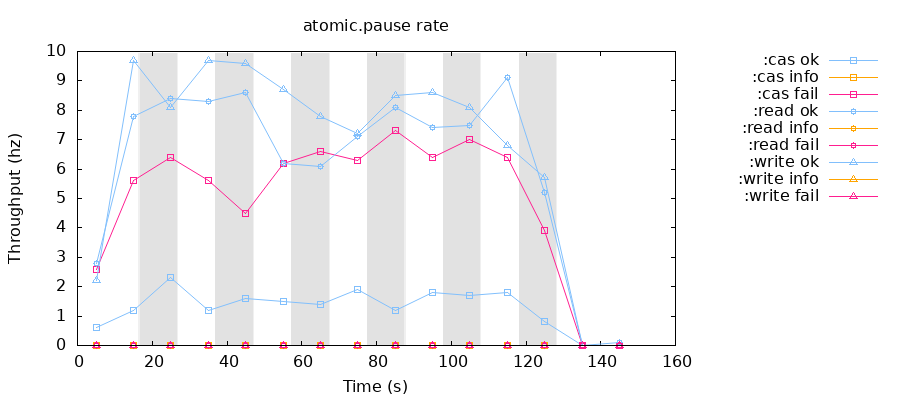 atomic.pause rate
Throughput (hz)
10
9
8
7
6
5
4
3
2
1
0
0 20 40 60 80 100 120 140 160
Time (s)
:cas ok
:cas info
:cas fail
:read ok
:read info
:read fail
:write ok
:write info
:write fail